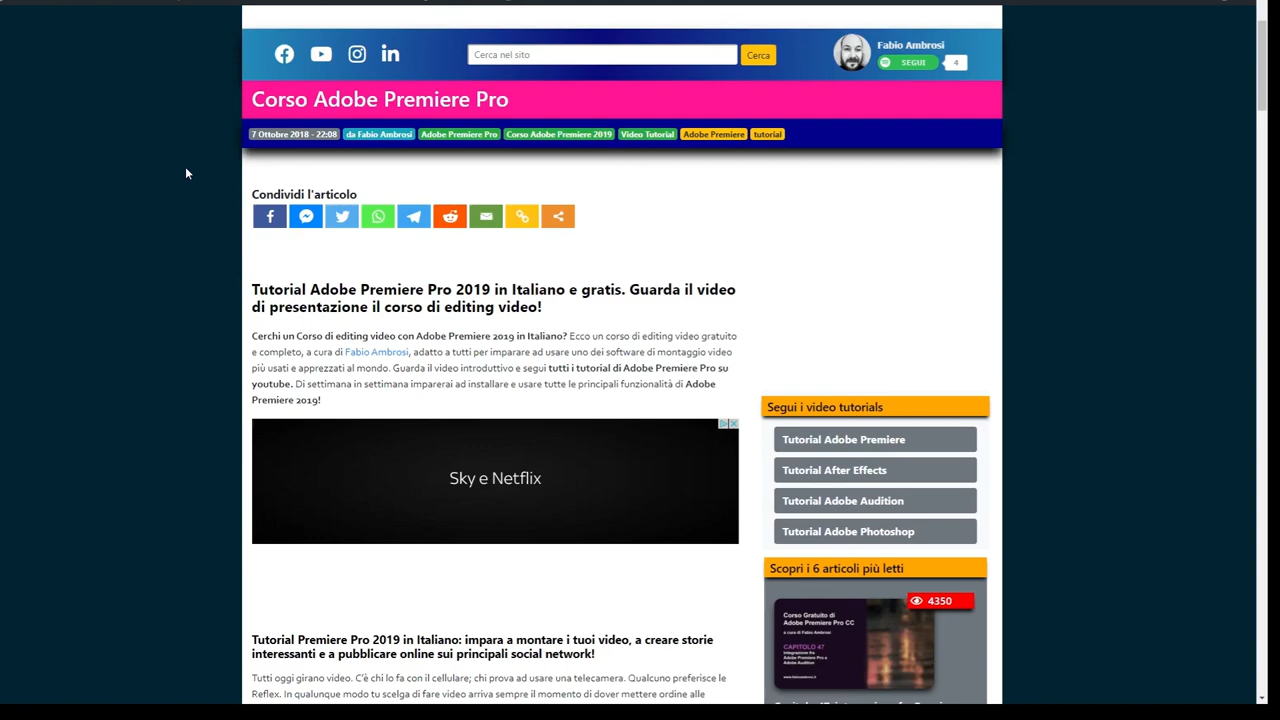 Cerca nel sito
Cerca
Fabio Ambrosi
SEGUI
4
Corso Adobe Premiere Pro
7 Ottobre 2018 - 22:08 da Fabio Ambrosi Adobe Premiere Pro Corso Adobe Premiere 2019 Video Tutorial Adobe Premiere tutorial
Condividi l'articolo
Tutorial Adobe Premiere Pro 2019 in Italiano e gratis. Guarda il video
di presentazione il corso di editing video!
Cerchi un Corso di editing video con Adobe Premiere 2019 in Italiano? Ecco un corso di editing video gratuito
e completo, a cura di Fabio Ambrosi, adatto a tutti per imparare ad usare uno dei software di montaggio video
più usati e apprezzati al mondo. Guarda il video introduttivo e segui tutti i tutorial di Adobe Premiere Pro su
youtube. Di settimana in settimana imparerai ad installare e usare tutte le principali funzionalità di Adobe
Premiere 2019!
Sky e Netflix
Tutorial Premiere Pro 2019 in Italiano: impara a montare i tuoi video, a creare storie
interessanti e a pubblicare online sui principali social network!
Tutti oggi girano video. C'è chi lo fa con il cellulare; chi prova ad usare una telecamera. Qualcuno preferisce le
Reflex. In qualunque modo tu scelga di fare video arriva sempre il momento di dover mettere ordine alle
Segui i video tutorials
Tutorial Adobe Premiere
Tutorial After Effects
Tutorial Adobe Audition
Tutorial Adobe Photoshop
Scopri i 6 articoli più letti
4350
Corso Gratuito di
Adobe Premiere Pro CC
a cura di Fabio Ambrosi
CAPITOLO 47
Integrazione fra
Adobe Premiere Pro e
Adobe Audition
www.fabioambrosi.it